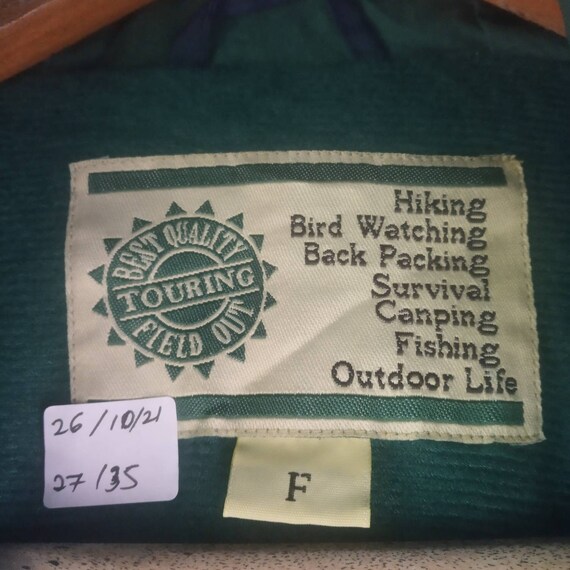 BEST QUALITY
TOURING
FIELD OUT
Hiking
Bird Watching
Back Packing
Survival
Canping
Fishing
Outdoor Life
26/10/21
27/35
F